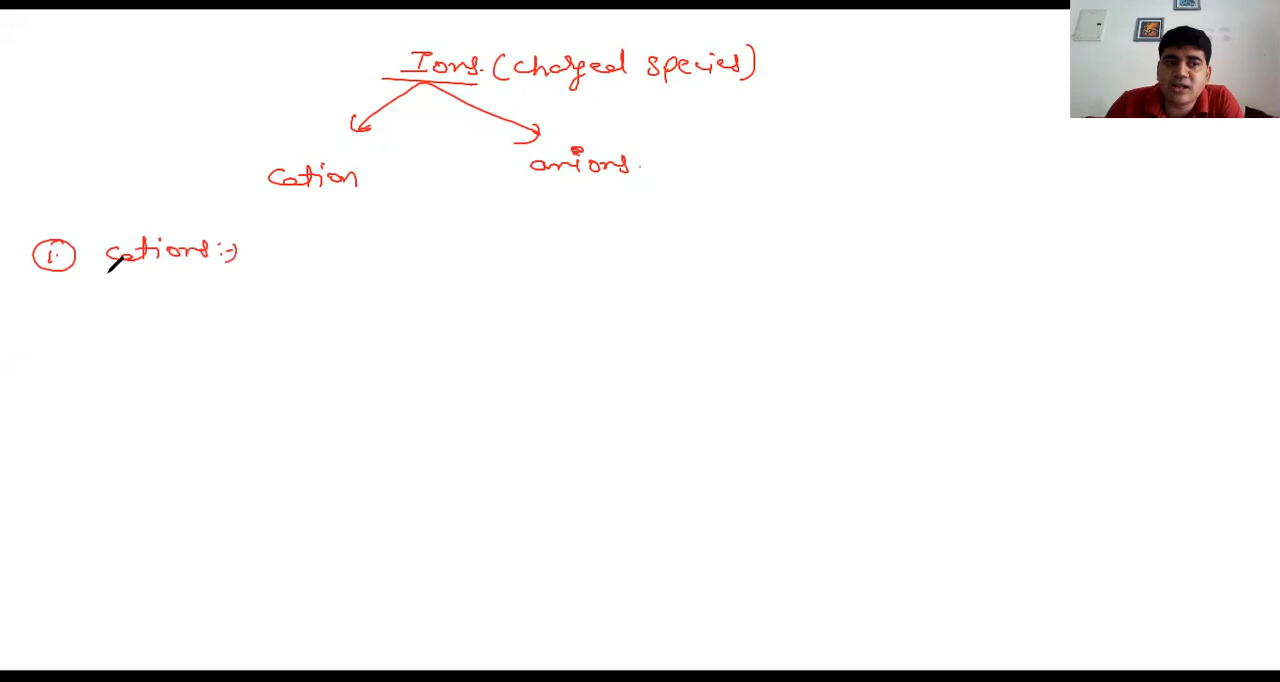 Ions. (charged species)
cation anions.
1. cations :-)